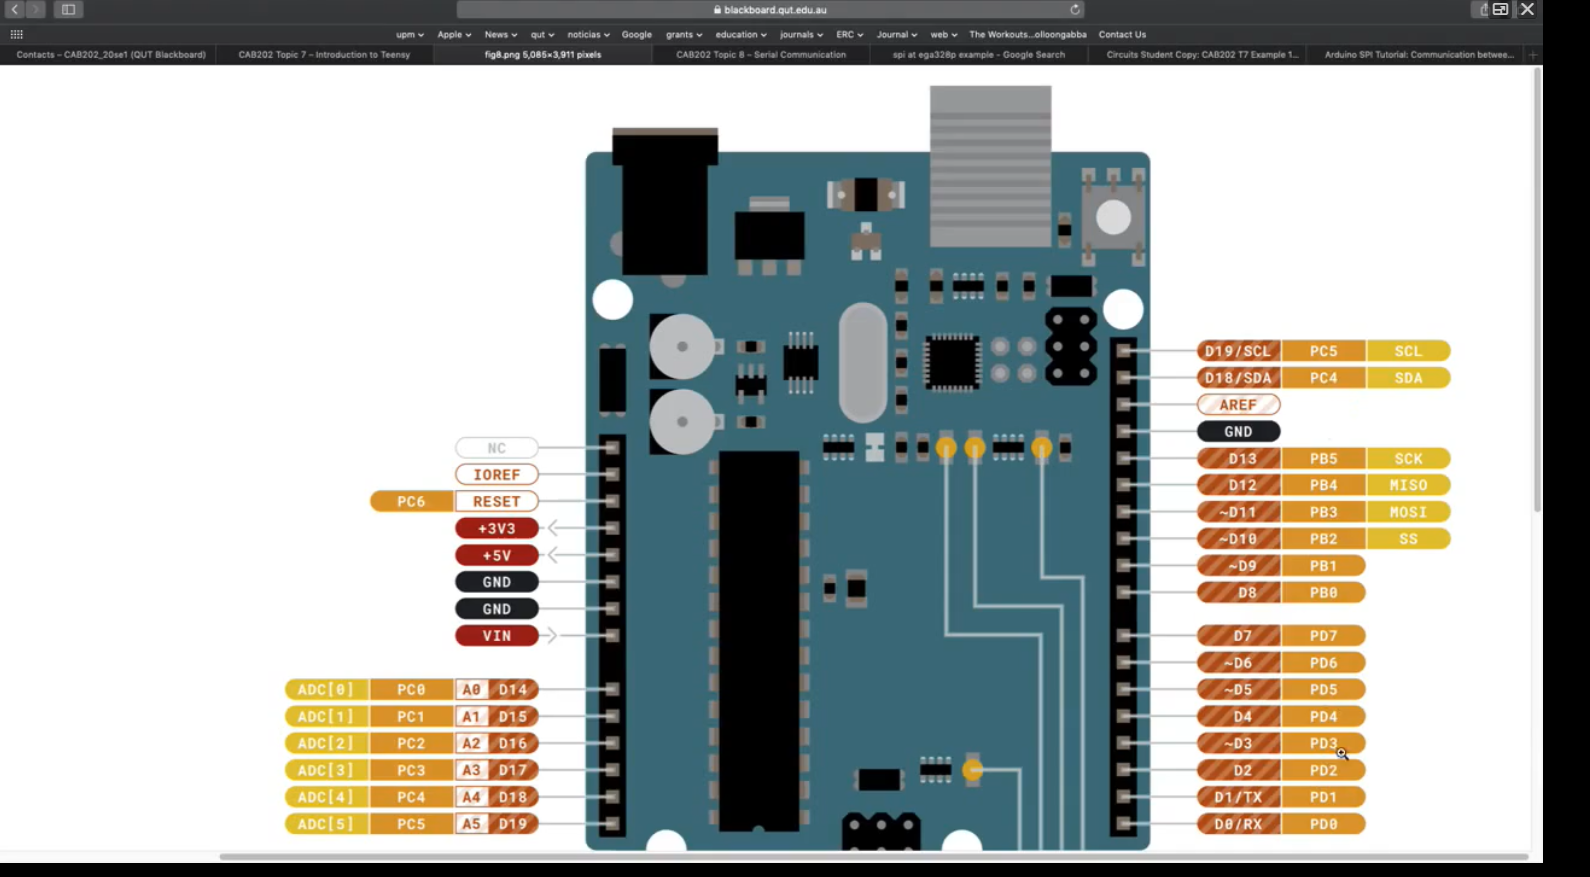 blackboard.qut.edu.au
upm Apple News qut noticias Google grants education journals ERC Journal web The Workouts...olloongabba Contact Us
Contacts – CAB202_20se1 (QUT Blackboard) CAB202 Topic 7 – Introduction to Teensy fig8.png 5,085×3,911 pixels CAB202 Topic 8 – Serial Communication spi at ega328p example - Google Search Circuits Student Copy: CAB202 T7 Example 1... Arduino SPI Tutorial: Communication betwee...
NC
IOREF
PC6 RESET
+3V3
+5V
GND
GND
VIN
ADC[0] PC0 A0 D14
ADC[1] PC1 A1 D15
ADC[2] PC2 A2 D16
ADC[3] PC3 A3 D17
ADC[4] PC4 A4 D18
ADC[5] PC5 A5 D19
D19/SCL PC5 SCL
D18/SDA PC4 SDA
AREF
GND
D13 PB5 SCK
D12 PB4 MISO
~D11 PB3 MOSI
~D10 PB2 SS
~D9 PB1
D8 PB0
D7 PD7
~D6 PD6
~D5 PD5
D4 PD4
~D3 PD3
D2 PD2
D1/TX PD1
D0/RX PD0